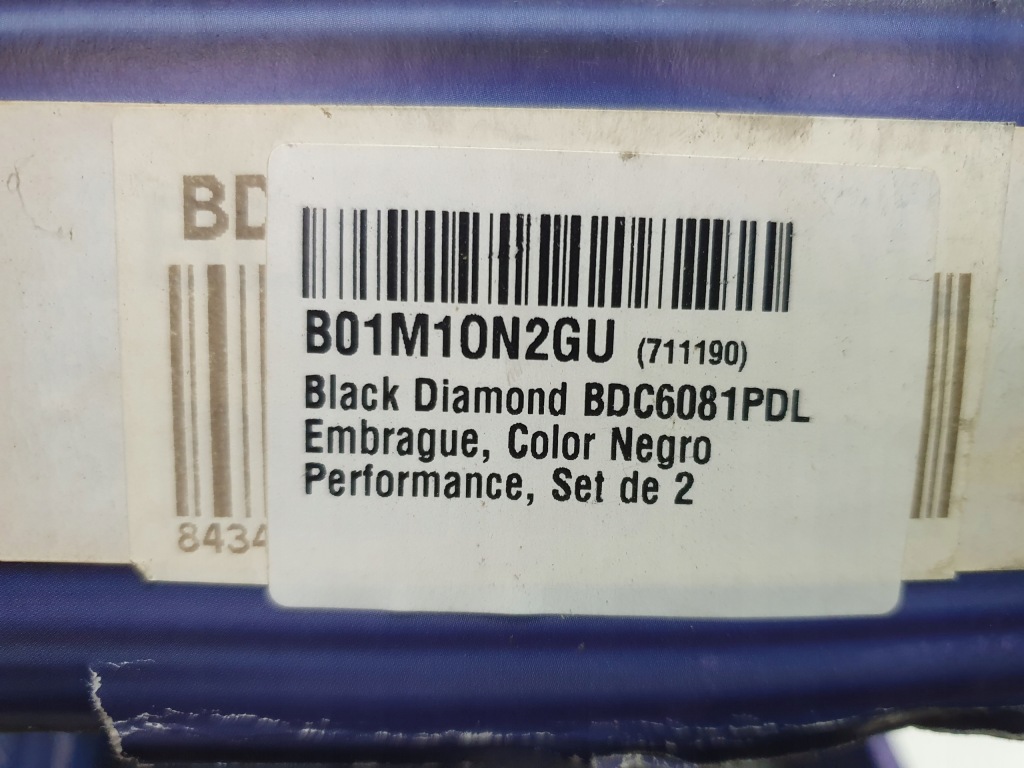 BD
B01M1ON2GU (711190)
Black Diamond BDC6081PDL
Embrague, Color Negro
Performance, Set de 2
8434